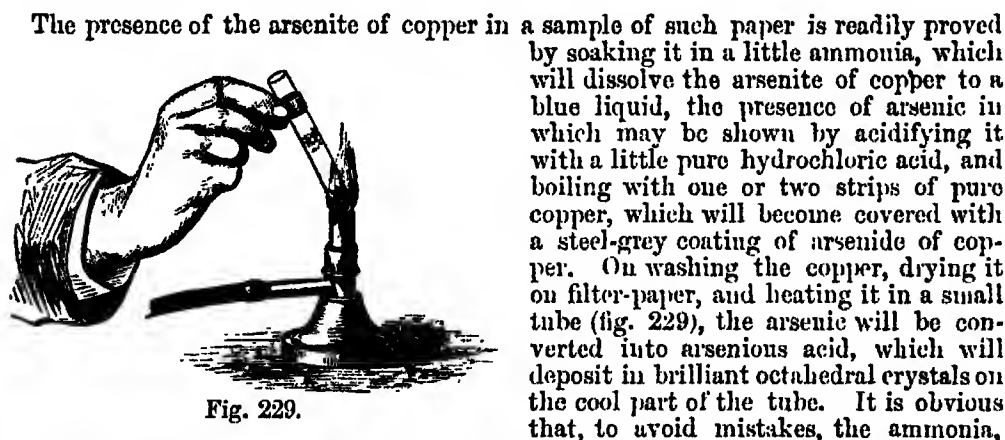 The presence of the arsenite of copper in a sample of such paper is readily proved
by soaking it in a little ammonia, which
will dissolve the arsenite of copper to a
blue liquid, the presence of arsenic in
which may be shown by acidifying it
with a little pure hydrochloric acid, and
boiling with one or two strips of pure
copper, which will become covered with
a steel-grey coating of arsenide of cop-
per. On washing the copper, drying it
on filter-paper, and heating it in a small
tube (fig. 229), the arsenic will be con-
verted into arsenious acid, which will
deposit in brilliant octahedral crystals on
the cool part of the tube. It is obvious
that, to avoid mistakes, the ammonia,
Fig. 229.